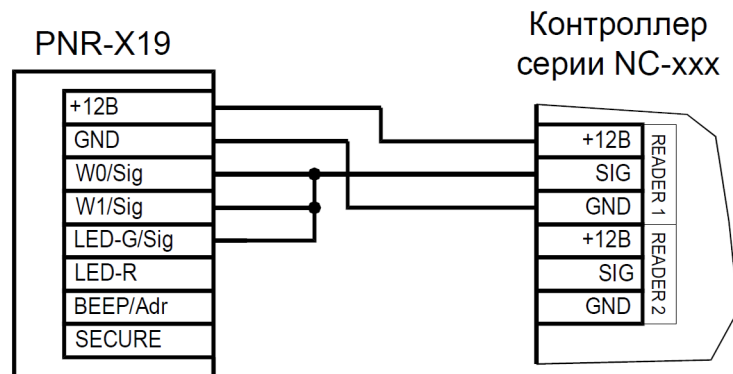 PNR-X19
+12В
GND
W0/Sig
W1/Sig
LED-G/Sig
LED-R
BEEP/Adr
SECURE
Контроллер
серии NC-xxx
+12В
SIG
GND
READER 1
+12В
SIG
GND
READER 2